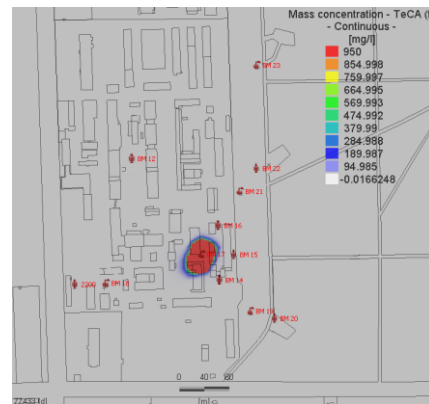 Mass concentration - TeCA (
- Continuous -
[mg/l]
950
854.998
759.997
664.995
569.993
474.992
379.99
284.988
189.987
94.985
-0.0166248
BM 23
BM 12
BM 22
BM 21
BM 16
BM 15
BM 14
2200
BM 18
BM 20
0 40 80
[m]